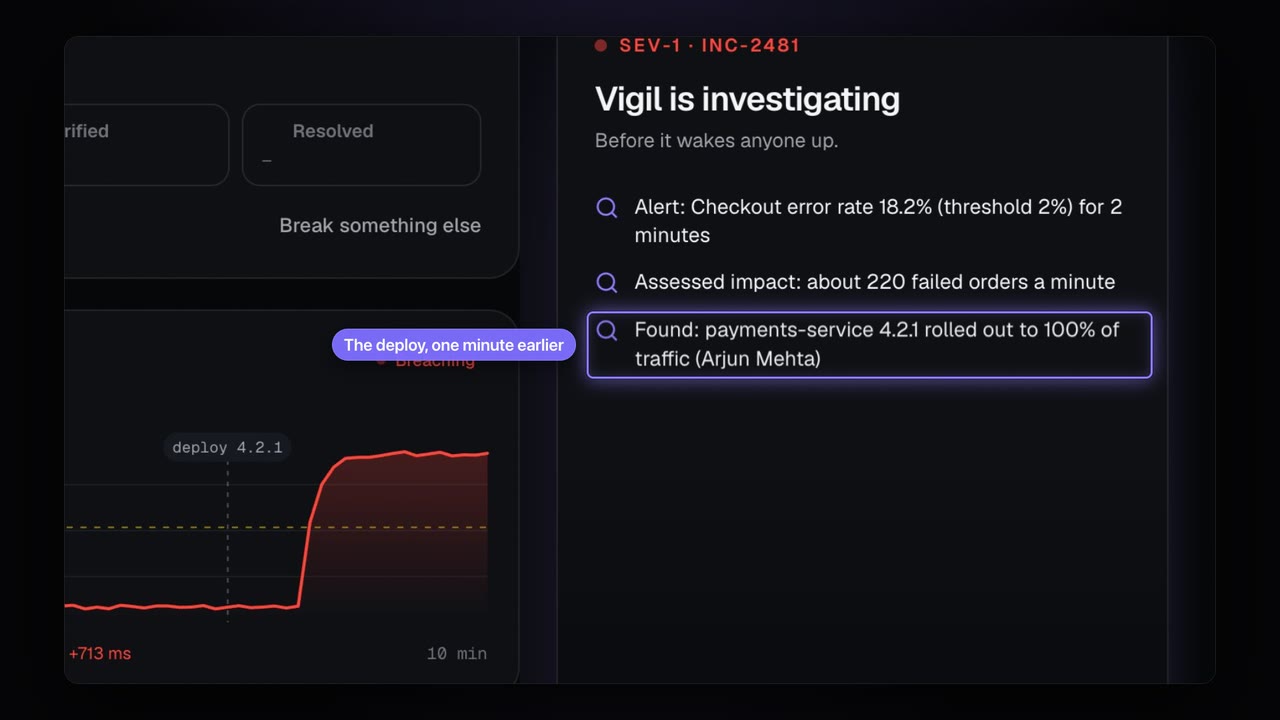 rified
Resolved
–
Break something else
The deploy, one minute earlier
Breaching
deploy 4.2.1
+713 ms
10 min
SEV-1 · INC-2481
Vigil is investigating
Before it wakes anyone up.
Alert: Checkout error rate 18.2% (threshold 2%) for 2
minutes
Assessed impact: about 220 failed orders a minute
Found: payments-service 4.2.1 rolled out to 100% of
traffic (Arjun Mehta)